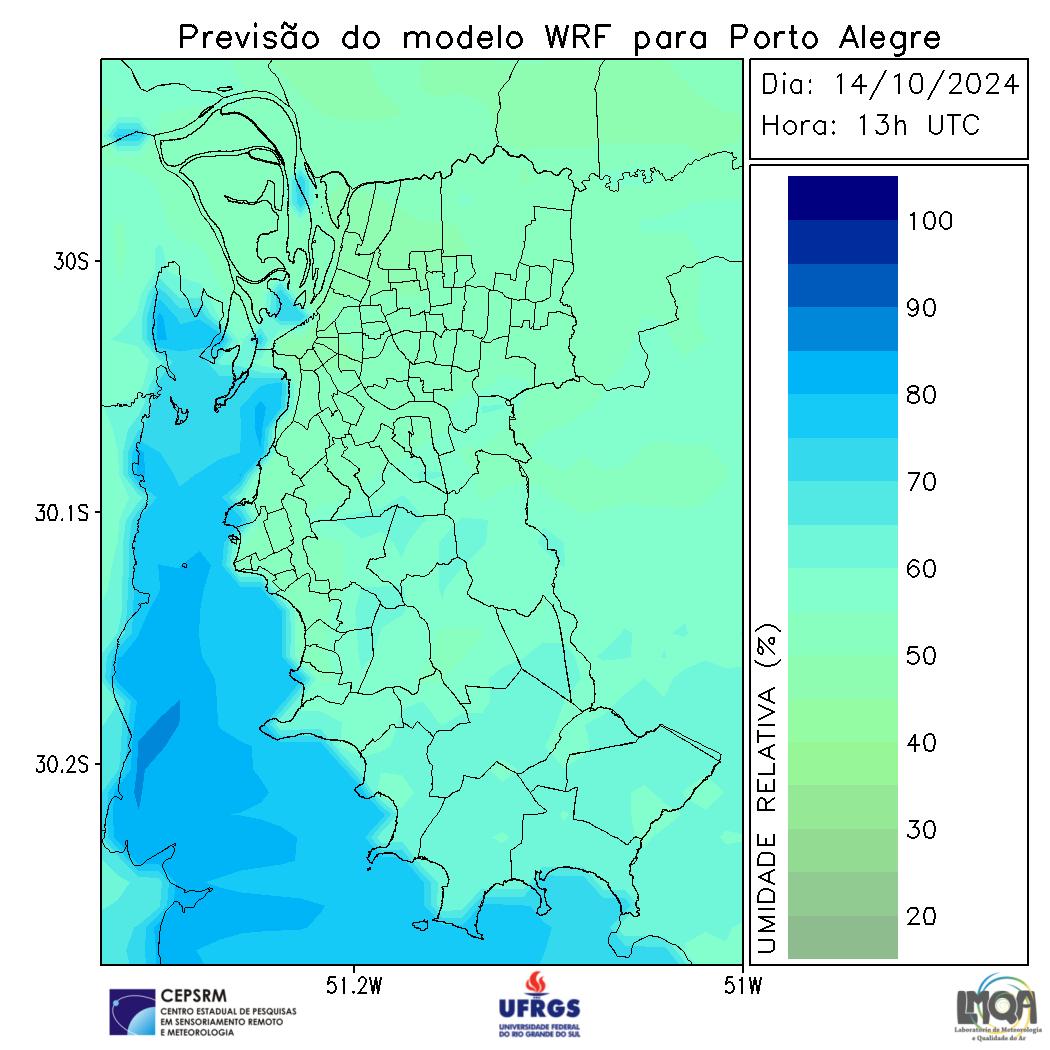 Previsão do modelo WRF para Porto Alegre
Dia: 14/10/2024
Hora: 13h UTC
100
90
80
70
60
50
40
30
20
UMIDADE RELATIVA (%)
30S
30.1S
30.2S
51.2W
51W
CEPSRM
CENTRO ESTADUAL DE PESQUISAS
EM SENSORIAMENTO REMOTO
E METEOROLOGIA
UFRGS
UNIVERSIDADE FEDERAL
DO RIO GRANDE DO SUL
LMQA
Laboratório de Meteorologia
e Qualidade do Ar